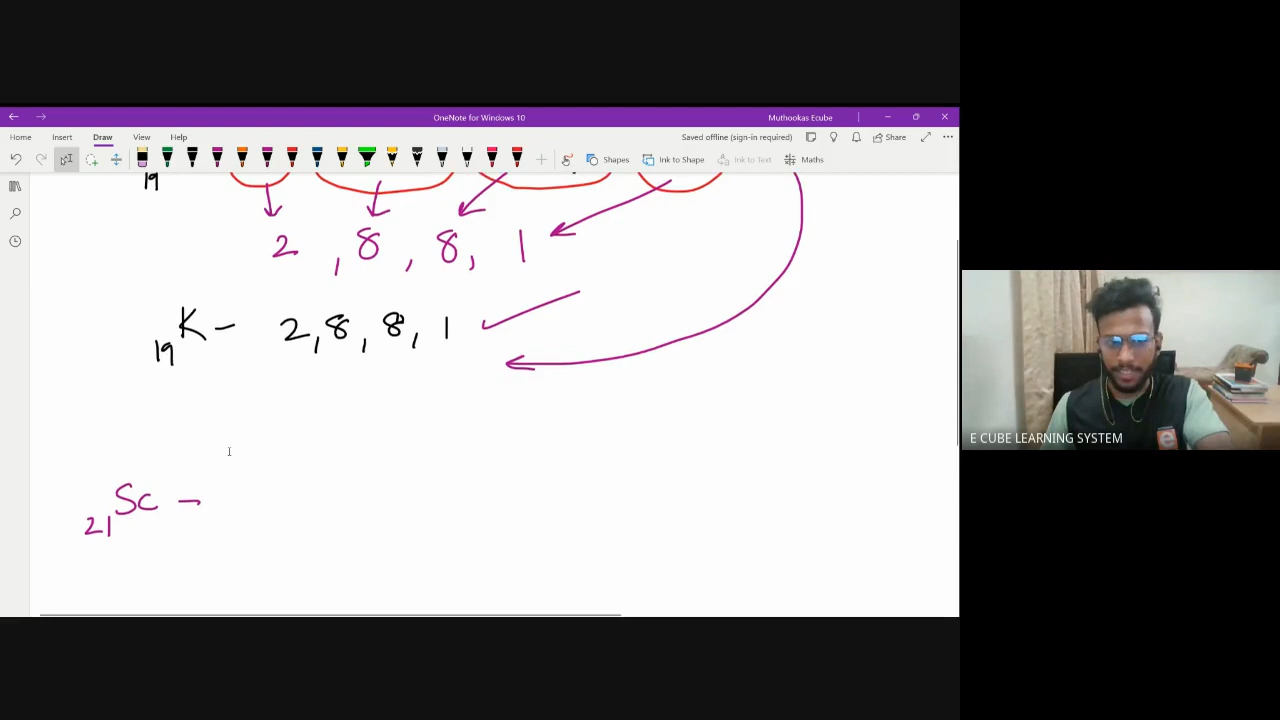 OneNote for Windows 10
Muthookas Ecube
Home Insert Draw View Help
Saved offline (sign-in required)
Share
Shapes
Ink to Shape
Ink to Text
Maths
19
2, 8, 8, 1
19K - 2, 8, 8, 1
21Sc -
E CUBE LEARNING SYSTEM